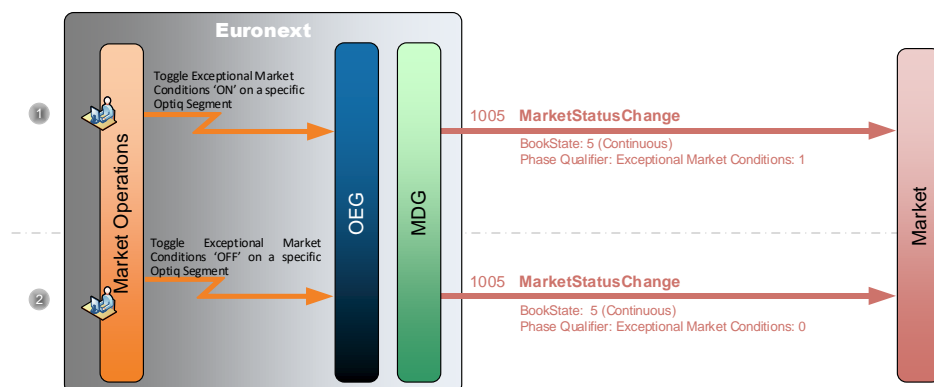 Euronext
Market Operations
OEG
MDG
Market
1
Toggle Exceptional Market
Conditions ‘ON’ on a specific
Optiq Segment
1005 MarketStatusChange
BookState: 5 (Continuous)
Phase Qualifier: Exceptional Market Conditions: 1
2
Toggle Exceptional Market
Conditions ‘OFF’ on a specific
Optiq Segment
1005 MarketStatusChange
BookState: 5 (Continuous)
Phase Qualifier: Exceptional Market Conditions: 0